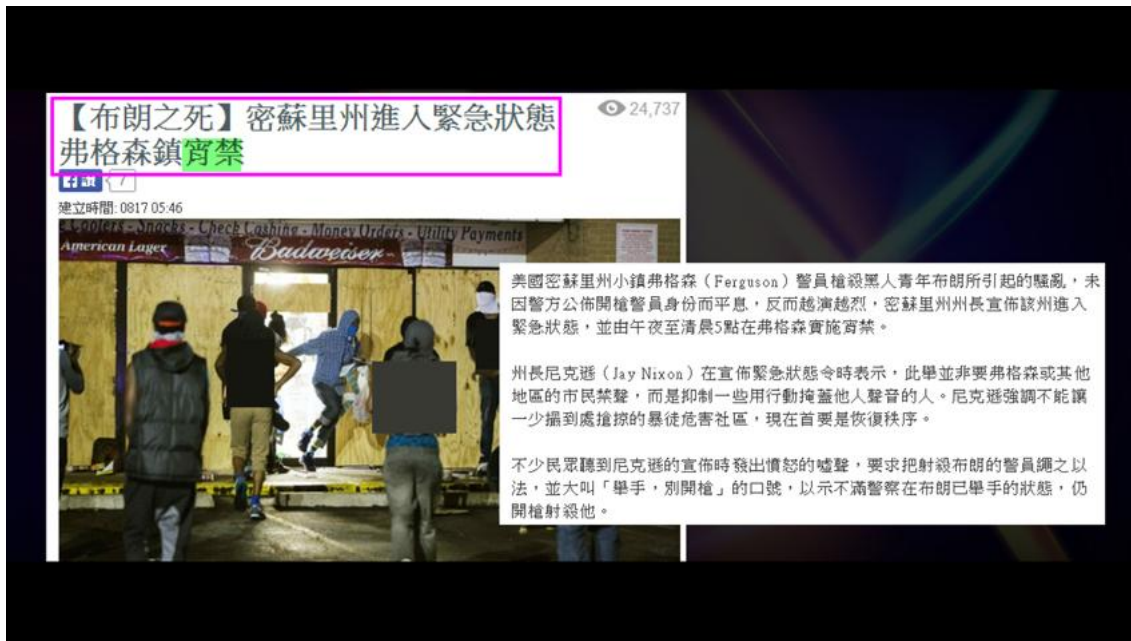 【布朗之死】密蘇里州進入緊急狀態
弗格森鎮宵禁
24,737
讚 7
建立時間: 0817 05:46
Coolers - Snacks - Check Cashing - Money Orders - Utility Payments
American Lager
Budweiser
美國密蘇里州小鎮弗格森（Ferguson）警員槍殺黑人青年布朗所引起的騷亂，未
因警方公佈開槍警員身份而平息，反而越演越烈，密蘇里州州長宣佈該州進入
緊急狀態，並由午夜至清晨5點在弗格森實施宵禁。
州長尼克遜（Jay Nixon）在宣佈緊急狀態令時表示，此舉並非要弗格森或其他
地區的市民禁聲，而是抑制一些用行動掩蓋他人聲音的人。尼克遜強調不能讓
一少撮到處搶掠的暴徒危害社區，現在首要是恢復秩序。
不少民眾聽到尼克遜的宣佈時發出憤怒的噓聲，要求把射殺布朗的警員繩之以
法，並大叫「舉手，別開槍」的口號，以示不滿警察在布朗已舉手的狀態，仍
開槍射殺他。